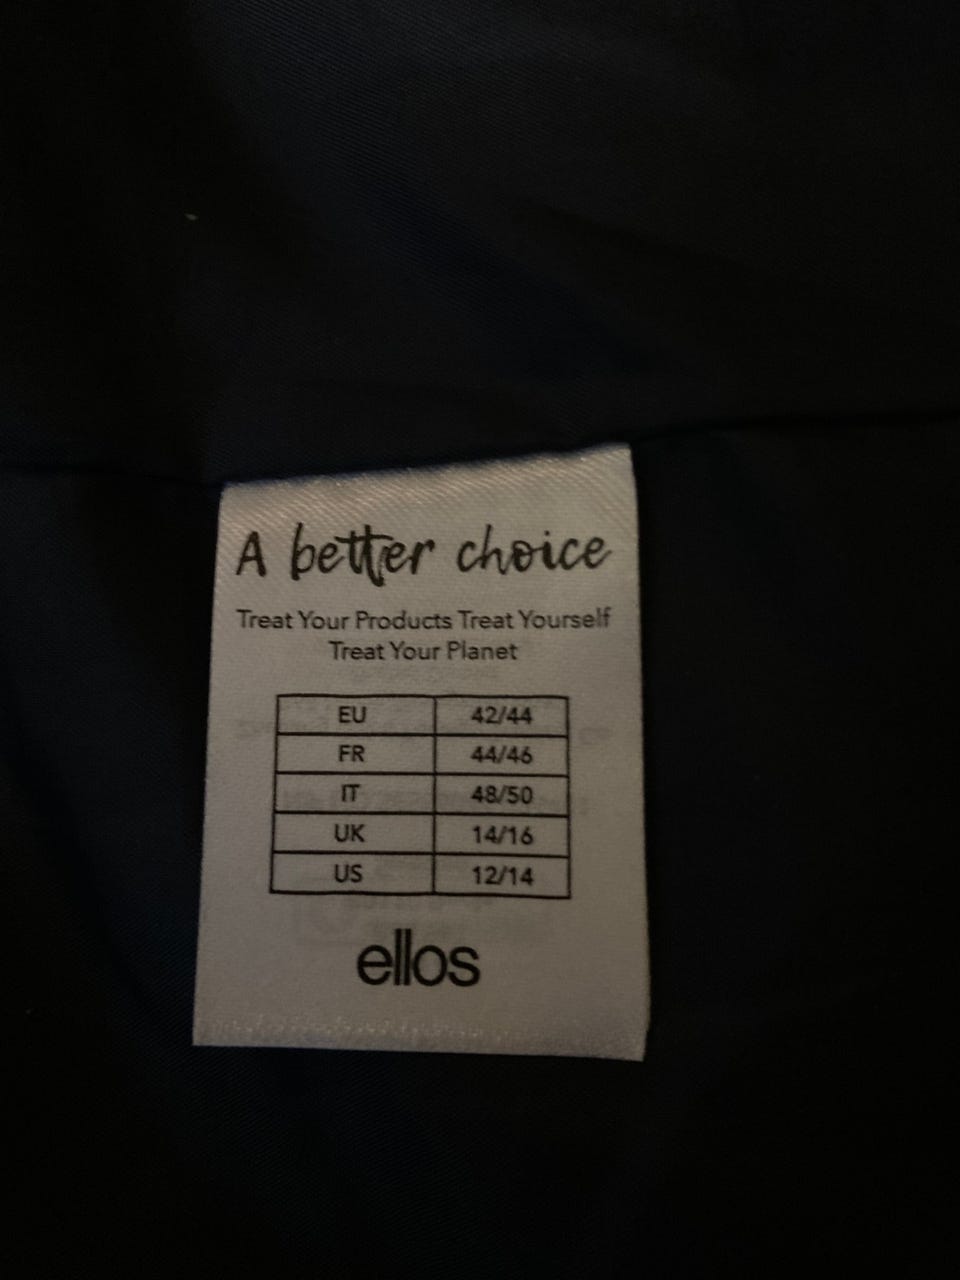 A better choice
Treat Your Products Treat Yourself
Treat Your Planet
EU 42/44
FR 44/46
IT 48/50
UK 14/16
US 12/14
ellos